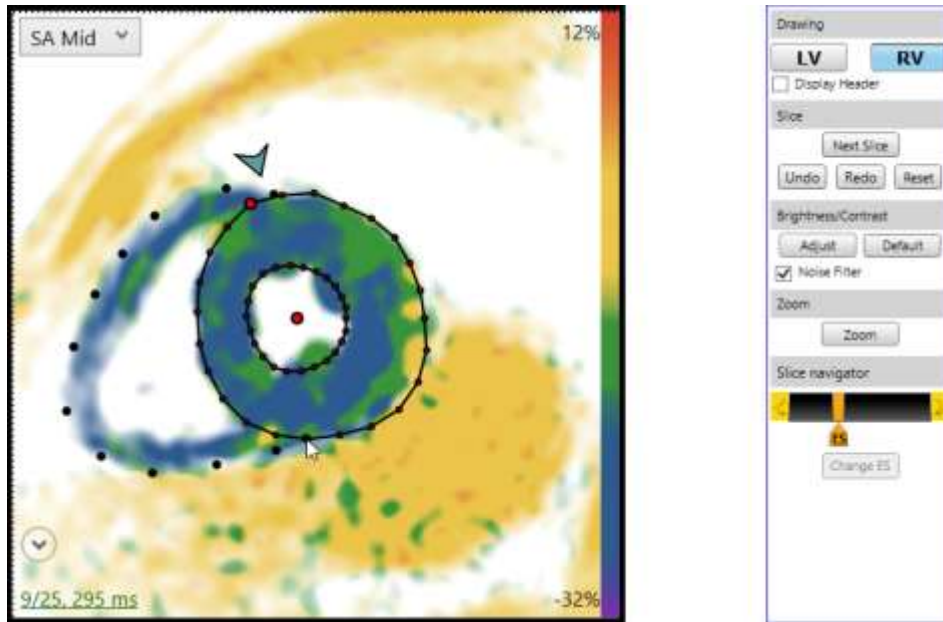 SA Mid
12%
9/25, 295 ms
-32%
Drawing
LV RV
Display Header
Slice
Next Slice
Undo Redo Reset
Brightness/Contrast
Adjust Default
Noise Filter
Zoom
Zoom
Slice navigator
ES
Change ES